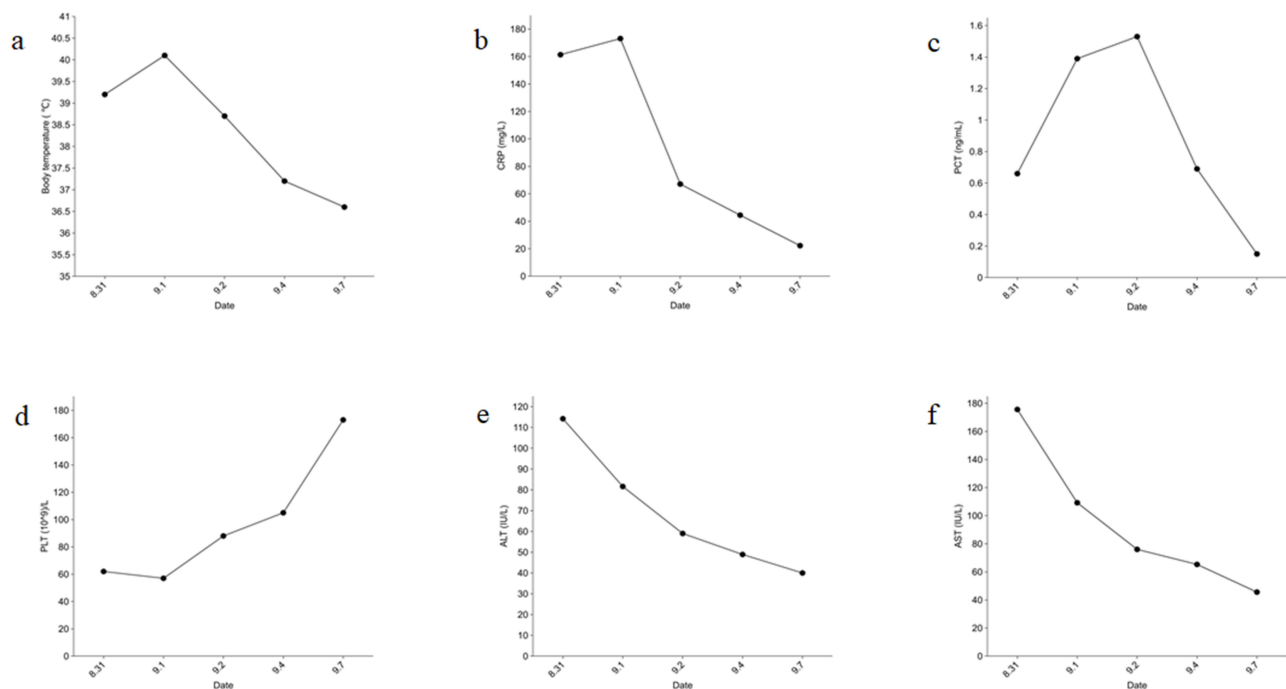 a
Body temperature ( °C)
41
40.5
40
39.5
39
38.5
38
37.5
37
36.5
36
35.5
35
8.31 9.1 9.2 9.4 9.7
Date
b
CRP (mg/L)
180
160
140
120
100
80
60
40
20
0
8.31 9.1 9.2 9.4 9.7
Date
c
PCT (ng/mL)
1.6
1.4
1.2
1
0.8
0.6
0.4
0.2
0
8.31 9.1 9.2 9.4 9.7
Date
d
PLT (10^9)/L
180
160
140
120
100
80
60
40
20
0
8.31 9.1 9.2 9.4 9.7
Date
e
ALT (IU/L)
120
110
100
90
80
70
60
50
40
30
20
10
0
8.31 9.1 9.2 9.4 9.7
Date
f
AST (IU/L)
180
160
140
120
100
80
60
40
20
0
8.31 9.1 9.2 9.4 9.7
Date